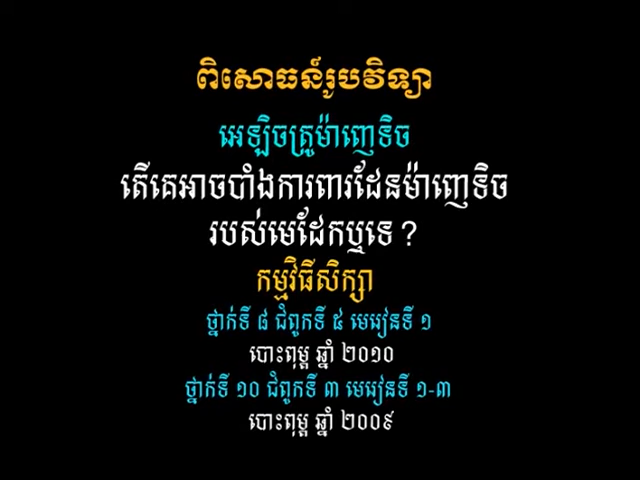 ពិសោធន៍រូបវិទ្យា
អេឡិចត្រូម៉ាញេទិច
តើគេអាចបាំងការពារដែនម៉ាញេទិច
របស់មេដែកឬទេ ?
កម្មវិធីសិក្សា
ថ្នាក់ទី ៨ ជំពូកទី ៥ មេរៀនទី ១
បោះពុម្ព ឆ្នាំ ២០១០
ថ្នាក់ទី ១០ ជំពូកទី ៣ មេរៀនទី ១-៣
បោះពុម្ព ឆ្នាំ ២០០៩